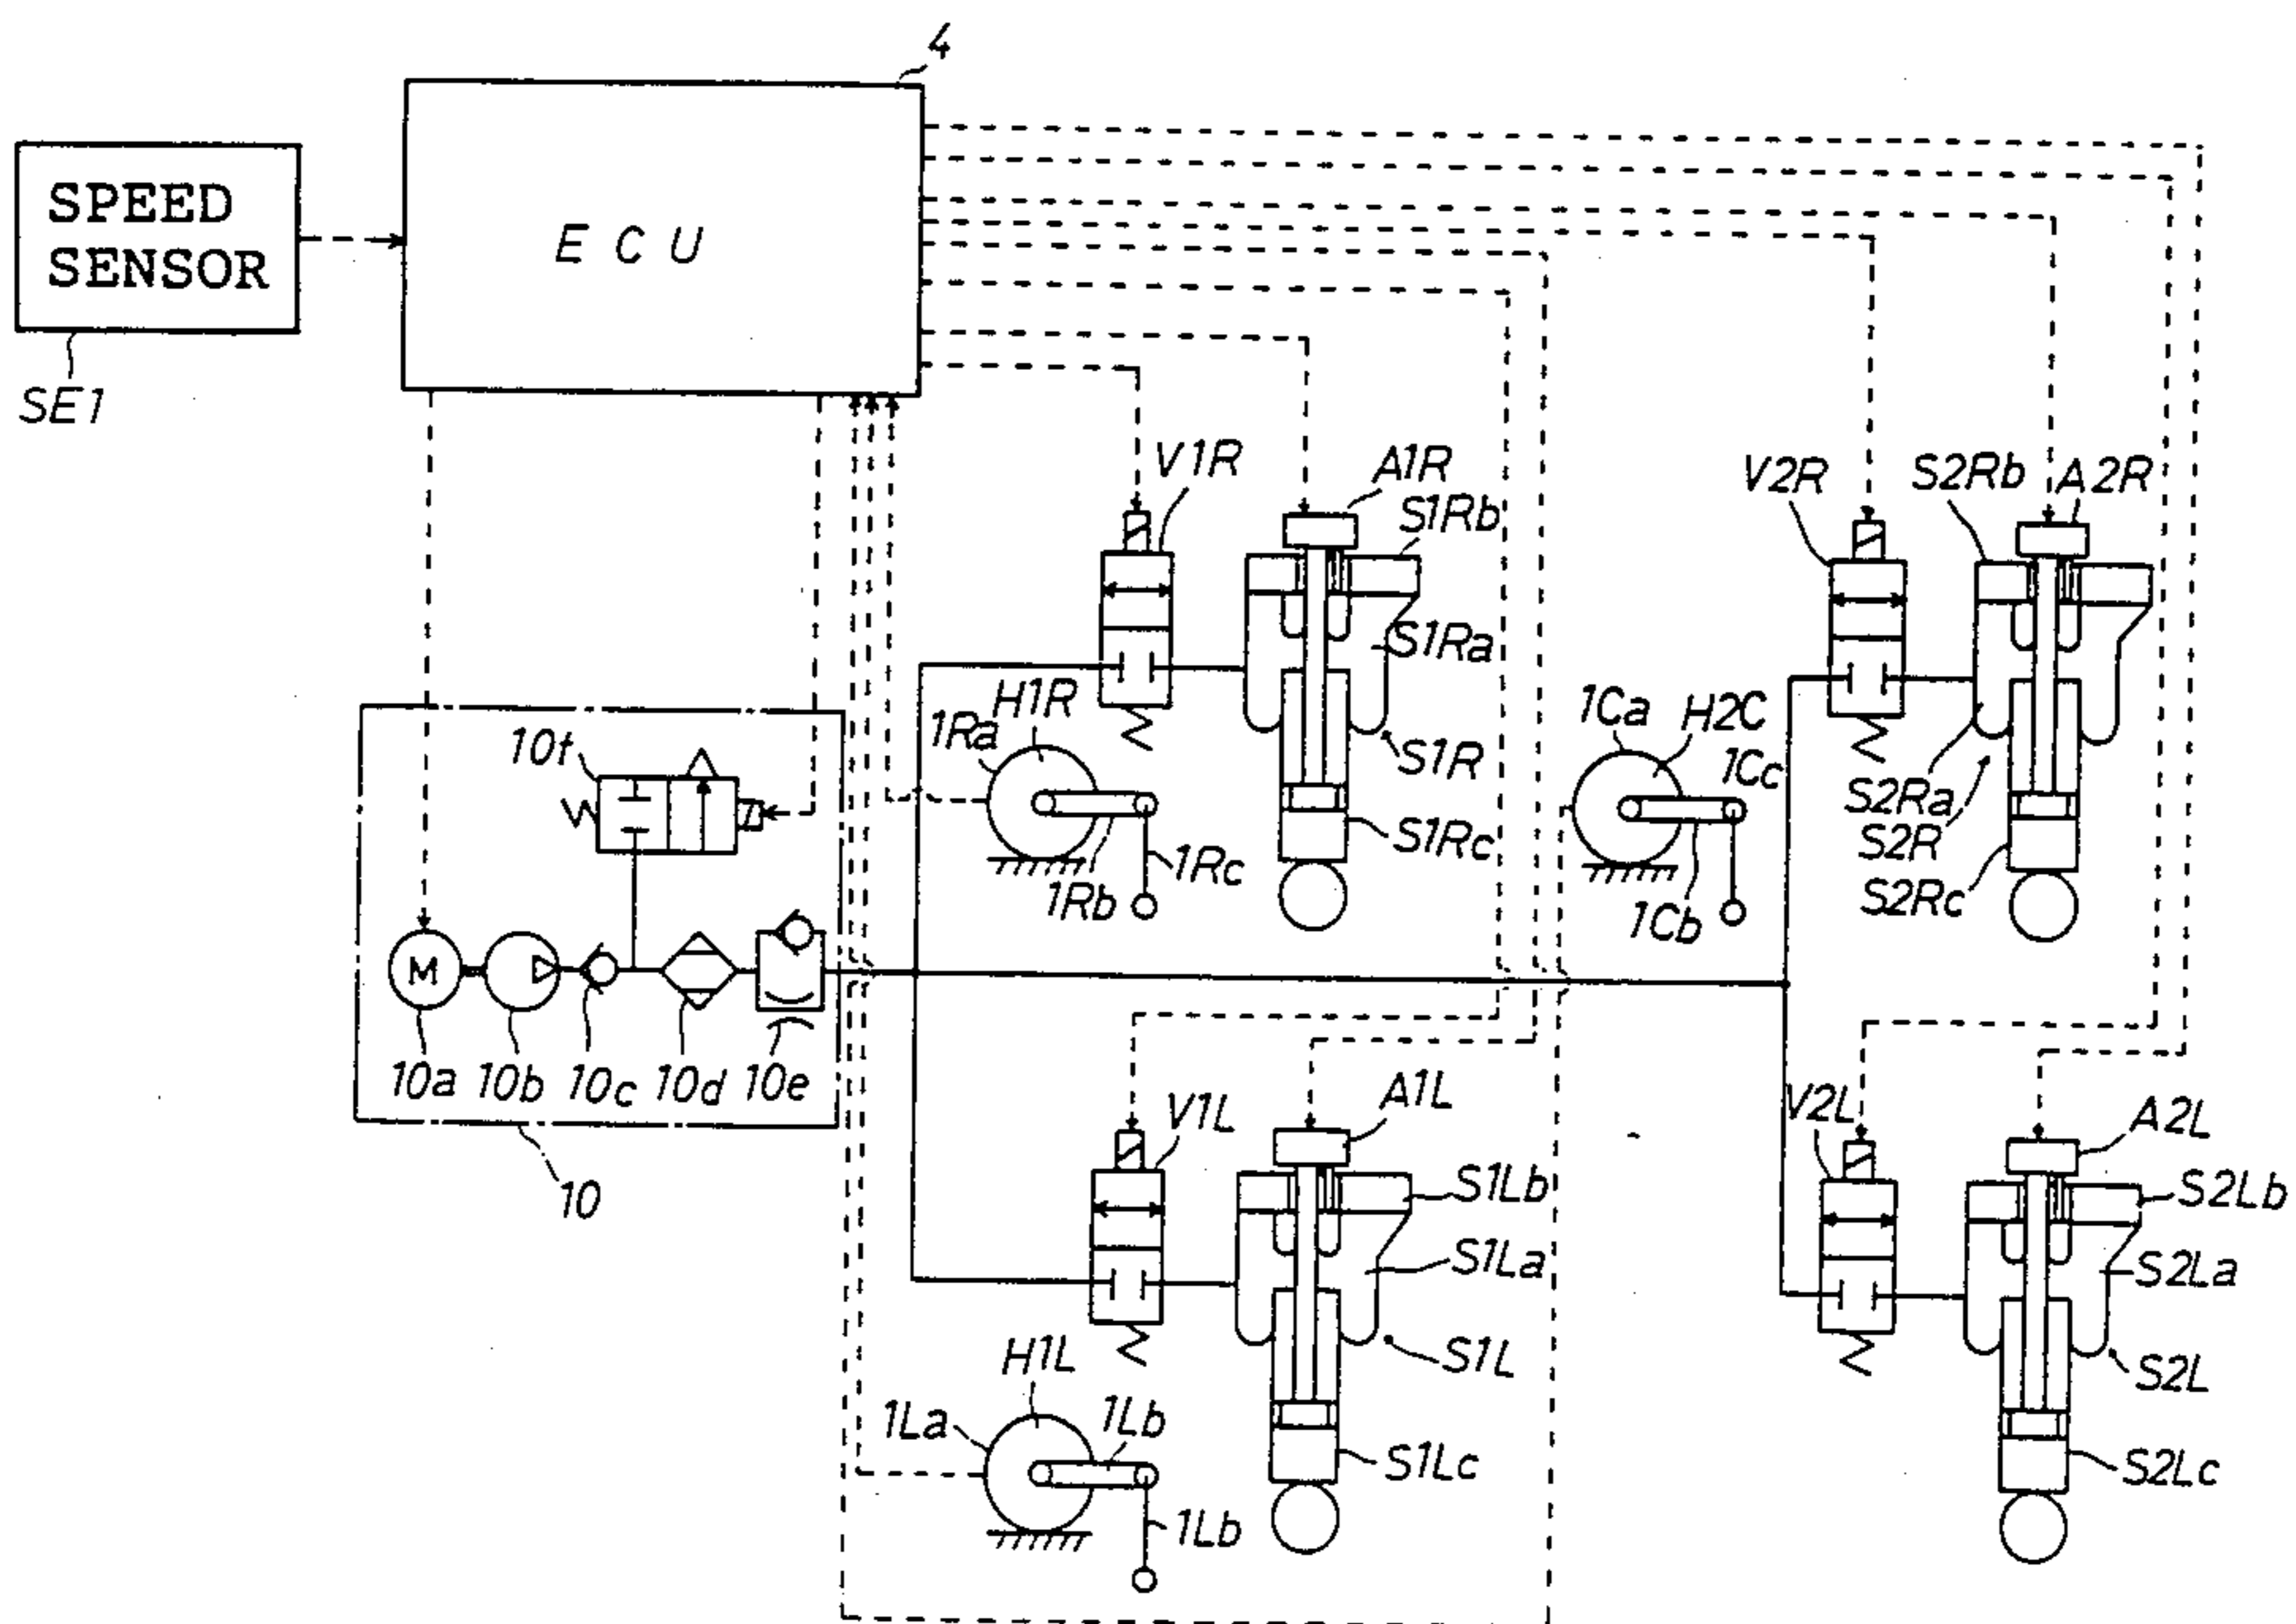 4
SPEED
SENSOR
E C U
SE1
V1R
A1R
S1Rb
V2R
S2Rb
A2R
S1Ra
H1R
1Ra
S1R
1Ca
H2C
1Cc
10f
S2Ra
S2R
S1Rc
1Rc
1Rb
1Cb
S2Rc
M
10a
10b
10c
10d
10e
10
V1L
A1L
V2L
A2L
S1Lb
S2Lb
S1La
S2La
H1L
S1L
S2L
1La
1Lb
S1Lc
S2Lc
1Lb